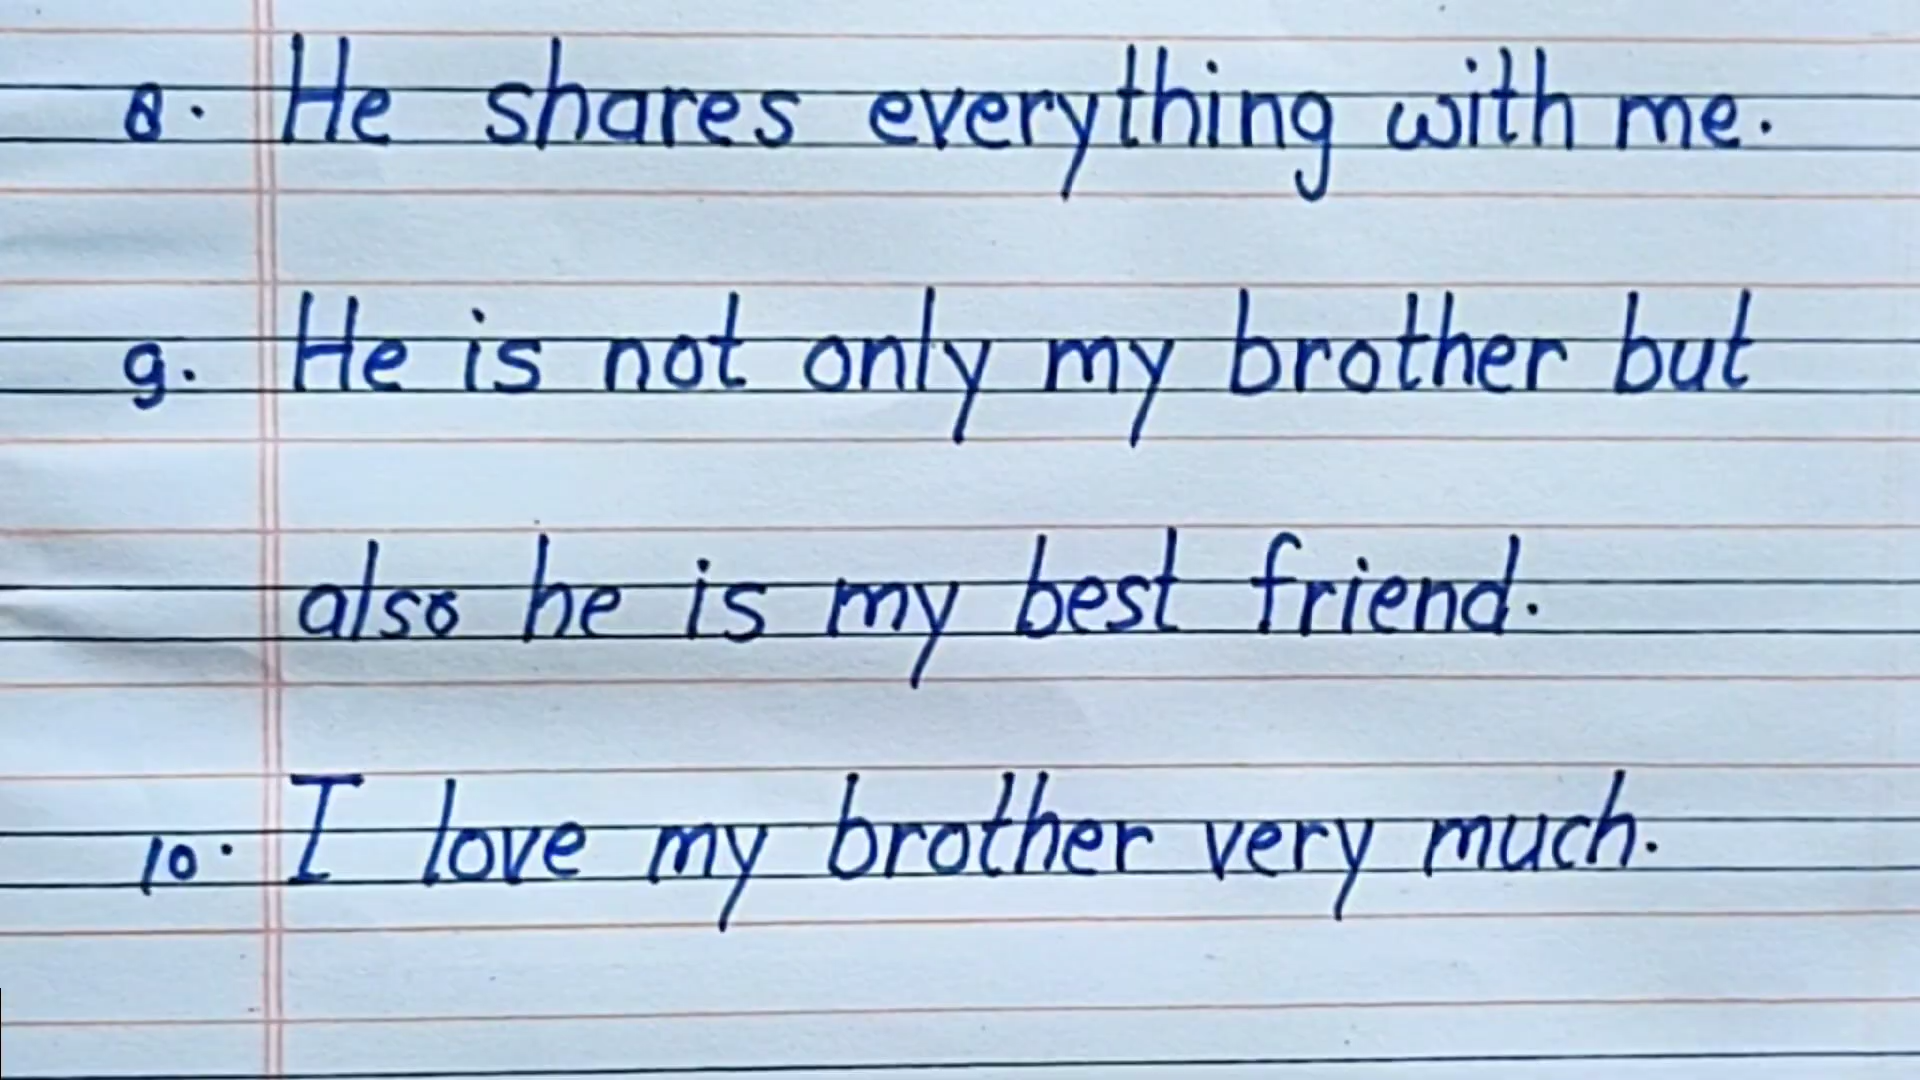 8. He shares everything with me.
9. He is not only my brother but
also he is my best friend.
10. I love my brother very much.